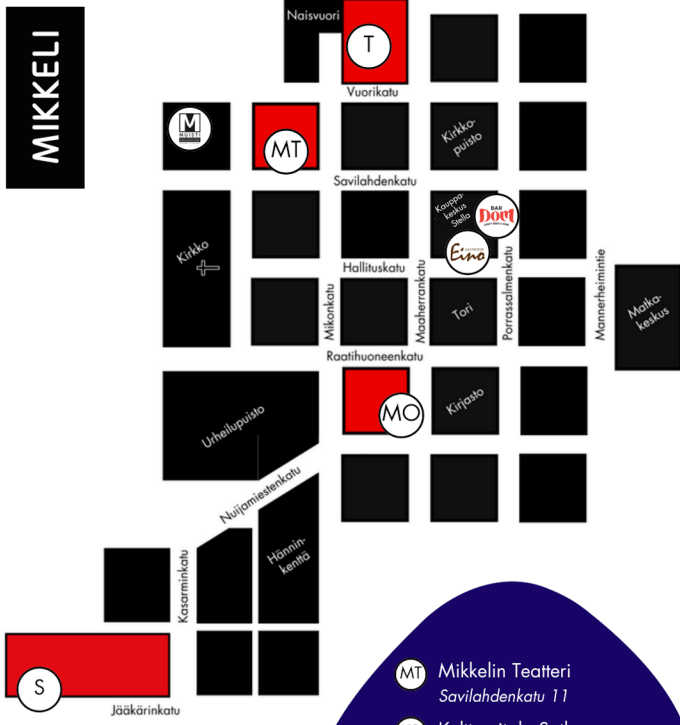 MIKKELI
Naisvuori
T
Vuorikatu
M
MUISTI
MT
Kirkko-
puisto
Savilahdenkatu
Kauppa-
keskus
Stella
BAR
DOM
Eino
Kirkko
Hallituskatu
Mikonkatu
Maaherrankatu
Tori
Porrassalmenkatu
Mannerheimintie
Matka-
keskus
Raatihuoneenkatu
MO
Kirjasto
Urheilupuisto
Nuijamiestenkatu
Hännin-
kenttä
Kasarminkatu
S
Jääkärinkatu
MT Mikkelin Teatteri
Savilahdenkatu 11